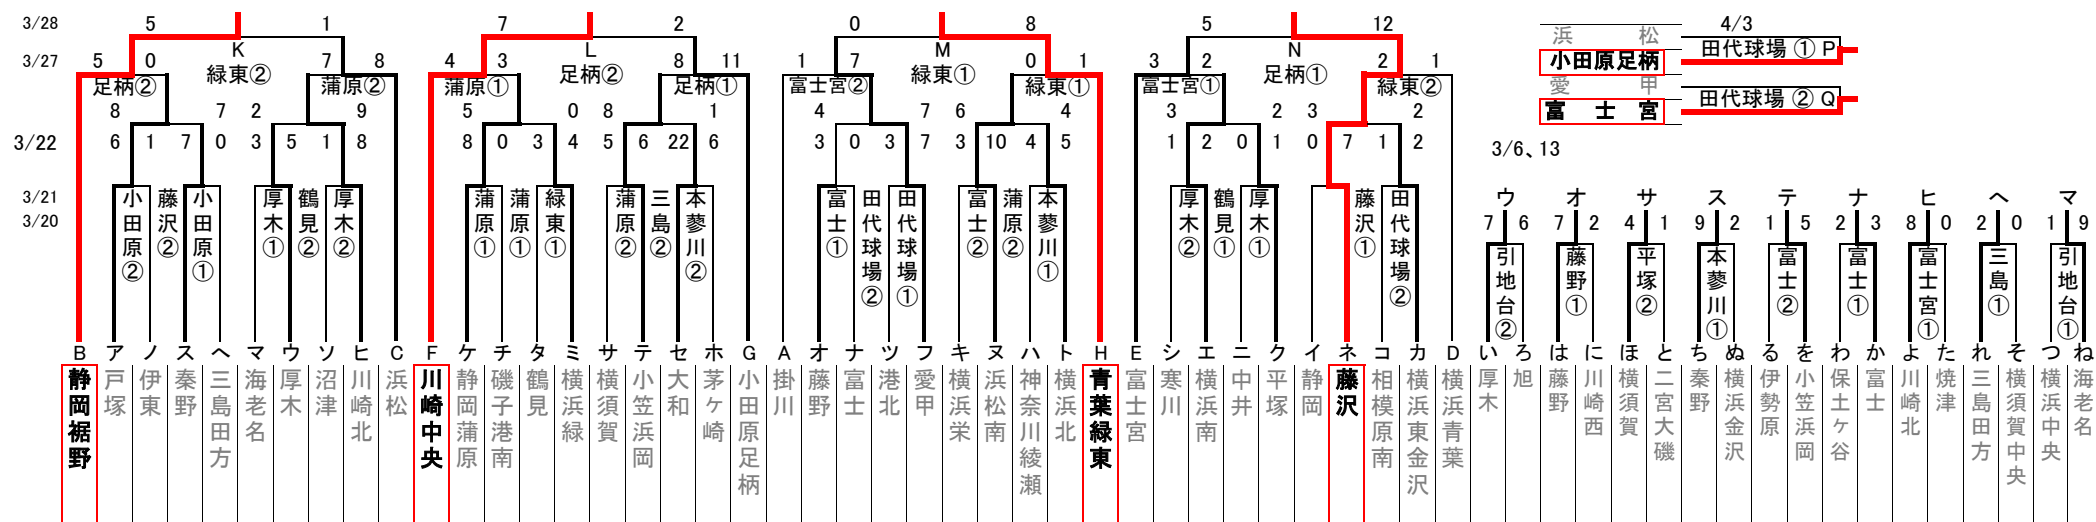 3/28 5 1 7 2 0 8 5 12 4/3
浜松
K L M N
田代球場 ① P
3/27 5 0 7 8 4 3 8 11 1 7 0 1 3 2 2 1
小田原足柄
緑東② 足柄② 緑東① 足柄①
足柄② 蒲原② 蒲原① 足柄① 富士宮② 緑東① 富士宮① 緑東②
愛甲
田代球場 ② Q
富士宮
8 7 2 9 5 0 8 1 4 7 6 4 3 2 3 2
3/22 6 1 7 0 3 5 1 8 8 0 3 4 5 6 22 6 3 0 3 7 3 10 4 5 1 2 0 1 0 7 1 2
3/6、13
3/21
3/20
小田原②
藤沢②
小田原①
厚木①
鶴見②
厚木②
蒲原①
蒲原①
緑東①
蒲原②
三島②
本蓼川②
富士①
田代球場②
田代球場①
富士②
蒲原②
本蓼川①
厚木②
鶴見①
厚木①
藤沢①
田代球場②
ウ オ サ ス テ ナ ヒ ヘ マ
7 6 7 2 4 1 9 2 1 5 2 3 8 0 2 0 1 9
引地台②
藤野①
平塚②
本蓼川①
富士②
富士①
富士宮①
三島①
引地台①
B ア ノ ス ヘ マ ウ ソ ヒ C F ケ チ タ ミ サ テ セ ホ G A オ ナ ツ フ キ ヌ ハ ト H E シ エ ニ ク イ ネ コ カ D い ろ は に ほ と ち ぬ る を わ か よ た れ そ つ ね
静岡裾野
戸塚
伊東
秦野
三島田方
海老名
厚木
沼津
川崎北
浜松
川崎中央
静岡蒲原
磯子港南
鶴見
横浜緑
横須賀
小笠浜岡
大和
茅ヶ崎
小田原足柄
掛川
藤野
富士
港北
愛甲
横浜栄
浜松南
神奈川綾瀬
横浜北
青葉緑東
富士宮
寒川
横浜南
中井
平塚
静岡
藤沢
相模原南
横浜東金沢
横浜青葉
厚木
旭
藤野
川崎西
横須賀
二宮大磯
秦野
横浜金沢
伊勢原
小笠浜岡
保土ケ谷
富士
川崎北
焼津
三島田方
横須賀中央
横浜中央
海老名